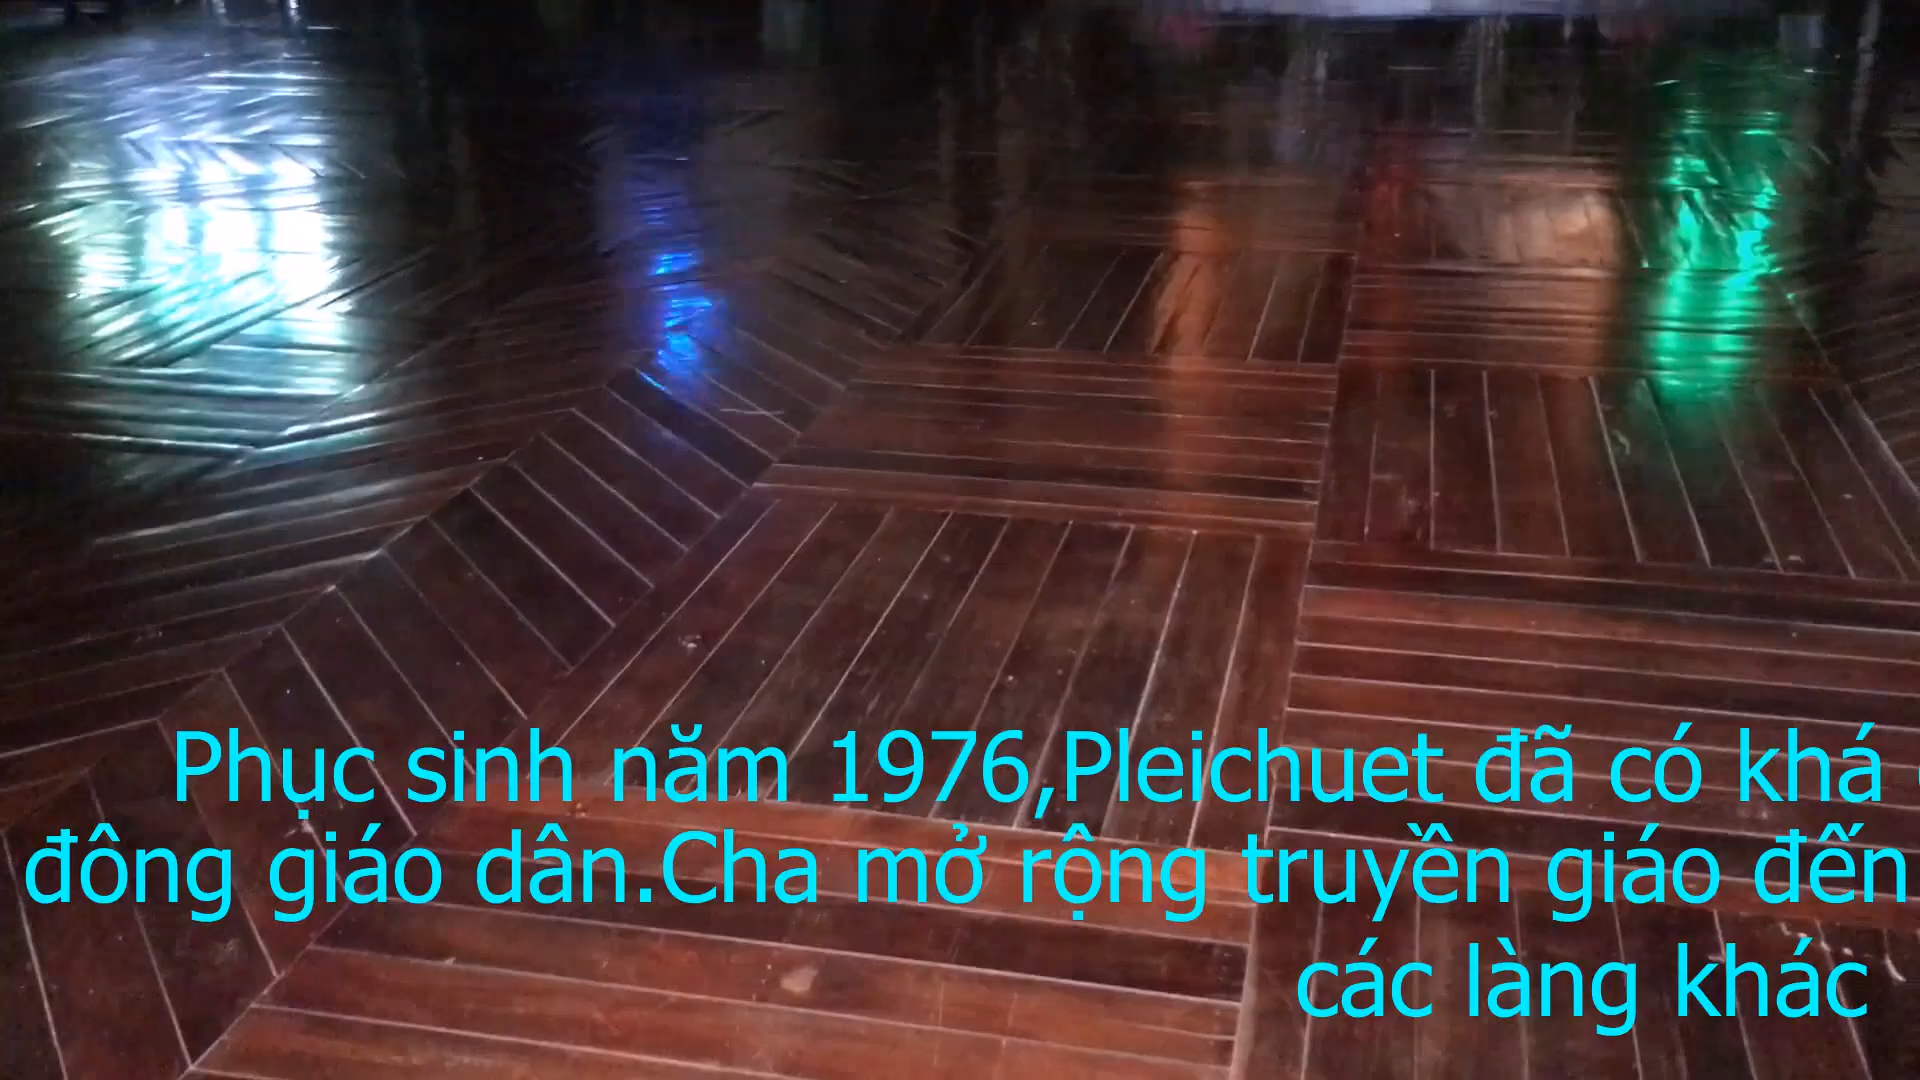 Phục sinh năm 1976,Pleichuet đã có khá
đông giáo dân.Cha mở rộng truyền giáo đến
các làng khác